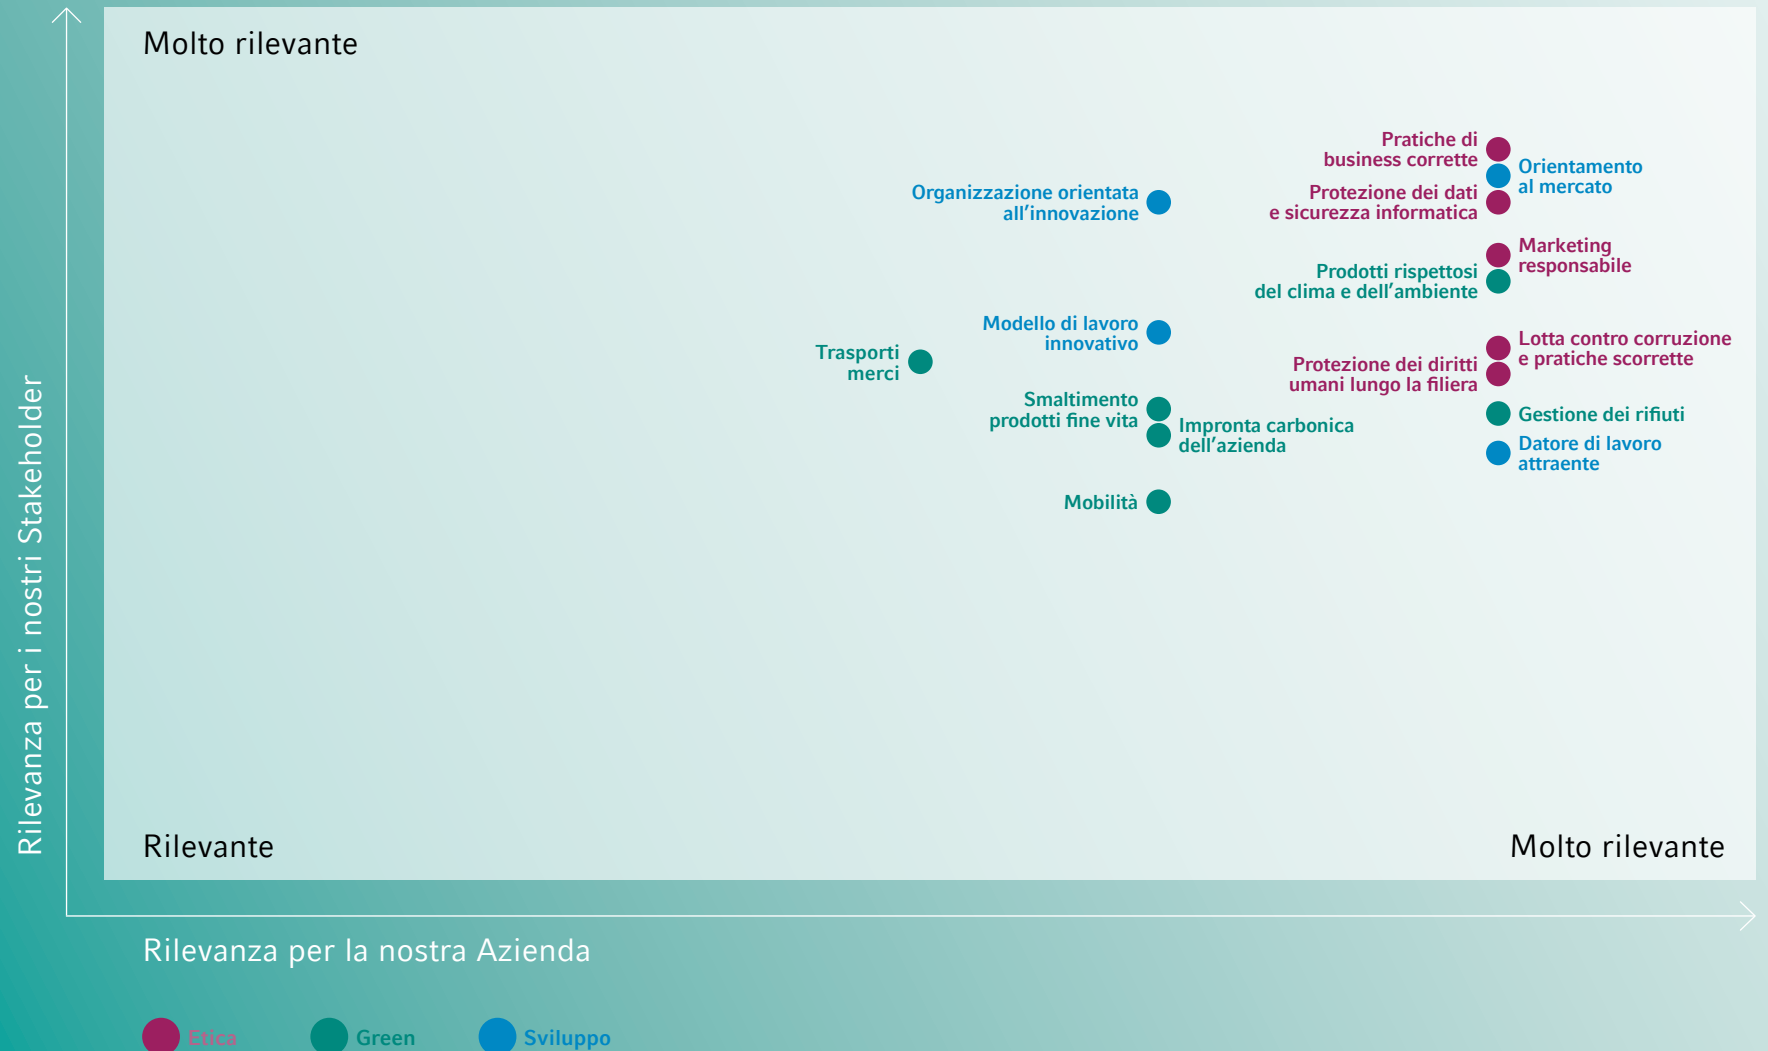 Molto rilevante
Pratiche di
business corrette
Orientamento
al mercato
Organizzazione orientata
all'innovazione
Protezione dei dati
e sicurezza informatica
Marketing
responsabile
Prodotti rispettosi
del clima e dell'ambiente
Modello di lavoro
innovativo
Trasporti
merci
Lotta contro corruzione
e pratiche scorrette
Protezione dei diritti
umani lungo la filiera
Smaltimento
prodotti fine vita
Impronta carbonica
dell'azienda
Gestione dei rifiuti
Datore di lavoro
attraente
Mobilità
Rilevanza per i nostri Stakeholder
Rilevante
Molto rilevante
Rilevanza per la nostra Azienda
Etica
Green
Sviluppo